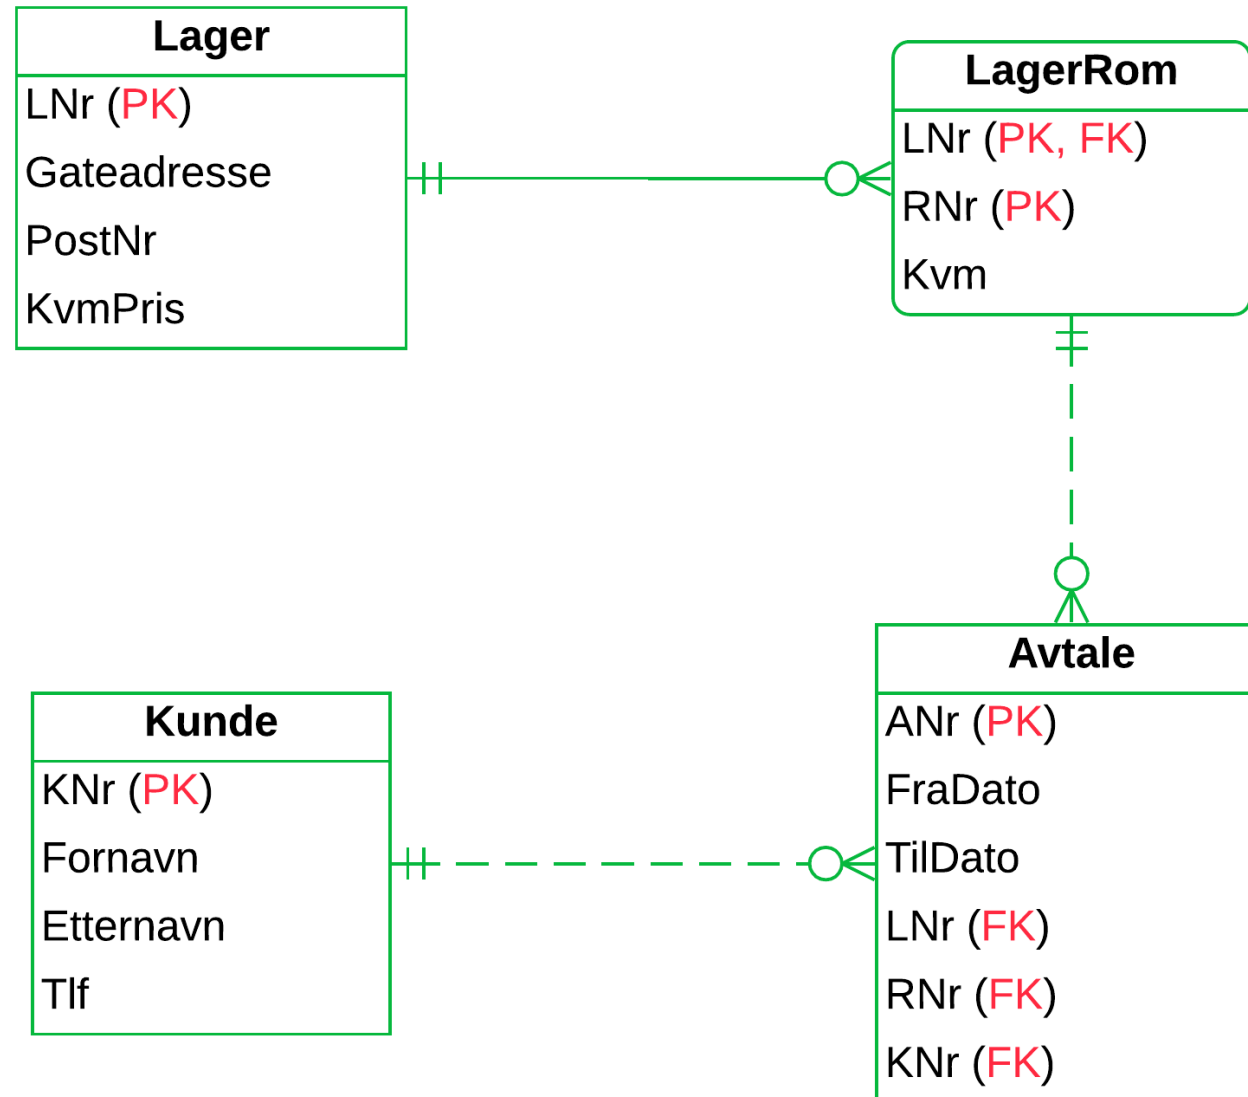 Lager
LNr (PK)
Gateadresse
PostNr
KvmPris
LagerRom
LNr (PK, FK)
RNr (PK)
Kvm
Kunde
KNr (PK)
Fornavn
Etternavn
Tlf
Avtale
ANr (PK)
FraDato
TilDato
LNr (FK)
RNr (FK)
KNr (FK)